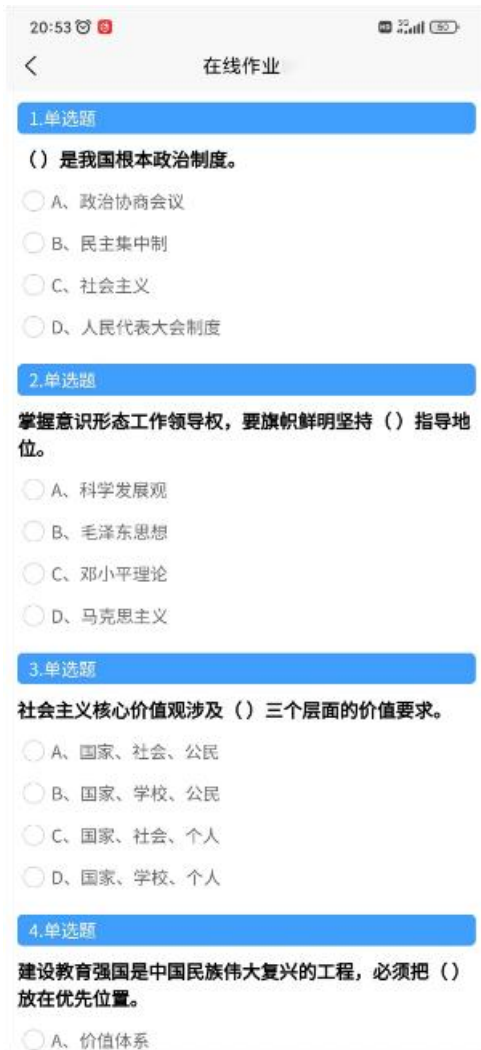 20:53
50
在线作业
1.单选题
（）是我国根本政治制度。
A、政治协商会议
B、民主集中制
C、社会主义
D、人民代表大会制度
2.单选题
掌握意识形态工作领导权，要旗帜鲜明坚持（）指导地
位。
A、科学发展观
B、毛泽东思想
C、邓小平理论
D、马克思主义
3.单选题
社会主义核心价值观涉及（）三个层面的价值要求。
A、国家、社会、公民
B、国家、学校、公民
C、国家、社会、个人
D、国家、学校、个人
4.单选题
建设教育强国是中国民族伟大复兴的工程，必须把（）
放在优先位置。
A、价值体系